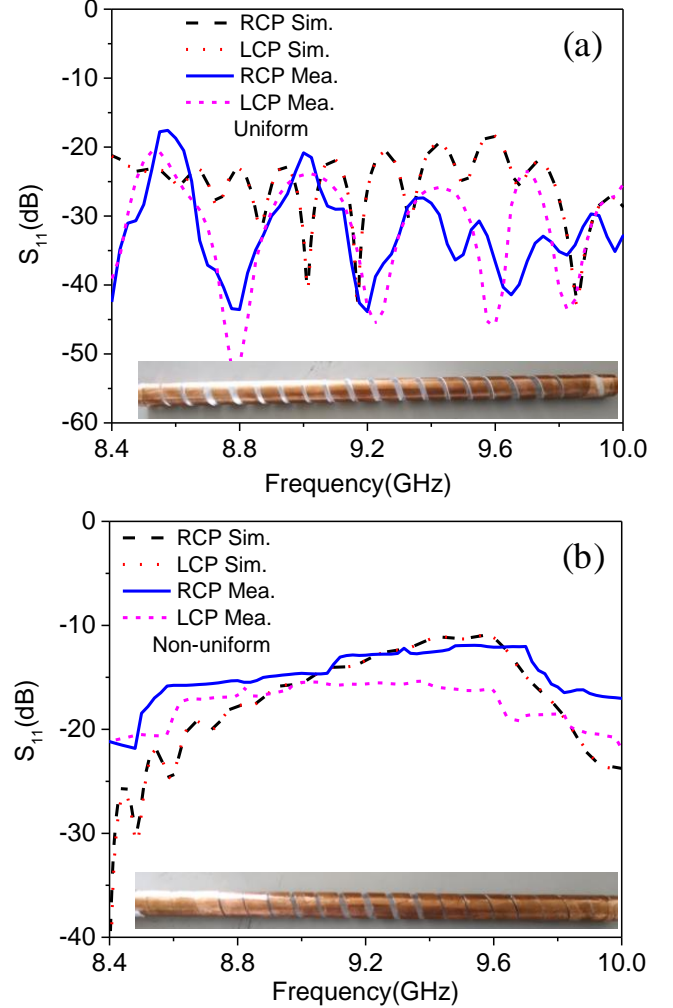 0
-10
-20
-30
-40
-50
-60
S11(dB)
RCP Sim.
LCP Sim.
RCP Mea.
LCP Mea.
Uniform
(a)
8.4 8.8 9.2 9.6 10.0
Frequency(GHz)
0
-10
-20
-30
-40
S11(dB)
RCP Sim.
LCP Sim.
RCP Mea.
LCP Mea.
Non-uniform
(b)
8.4 8.8 9.2 9.6 10.0
Frequency(GHz)